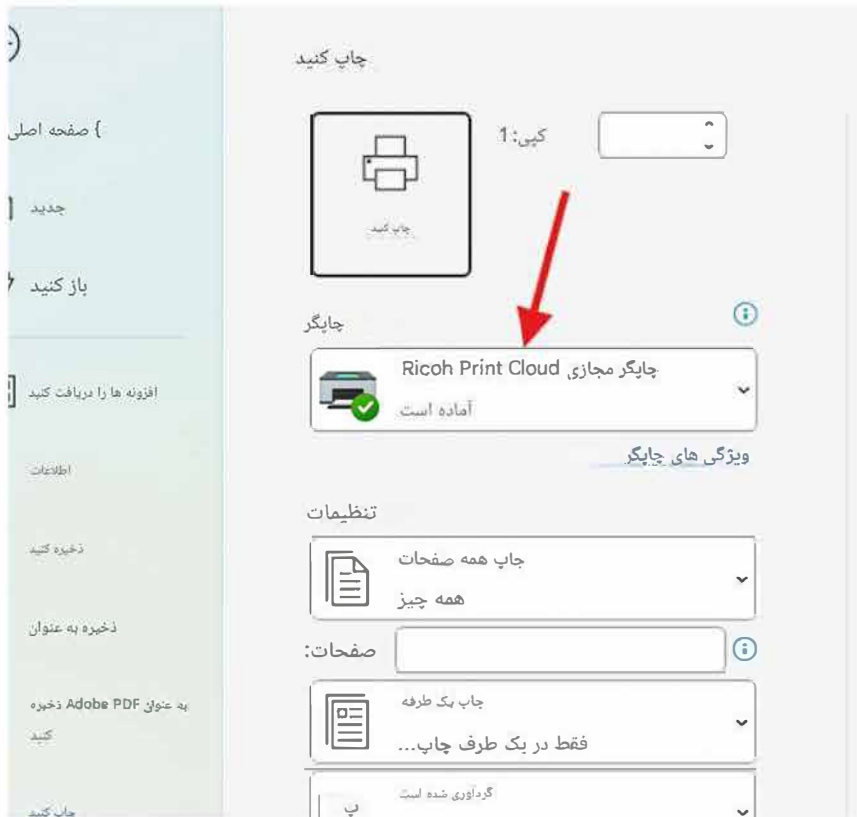 چاپ کنید
کپی: 1
چاپ کنید
چاپگر
چاپگر مجازی Ricoh Print Cloud
آماده است
ویژگی های چاپگر
تنظیمات
چاپ همه صفحات
همه چیز
صفحات:
چاپ یک طرفه
فقط در یک طرف چاپ...
گردآوری شده است
پ
} صفحه اصلی
جدید
باز کنید
افزونه ها را دریافت کنید
اطلاعات
ذخیره کنید
ذخیره به عنوان
به عنوان Adobe PDF ذخیره
کنید
چاپ کنید